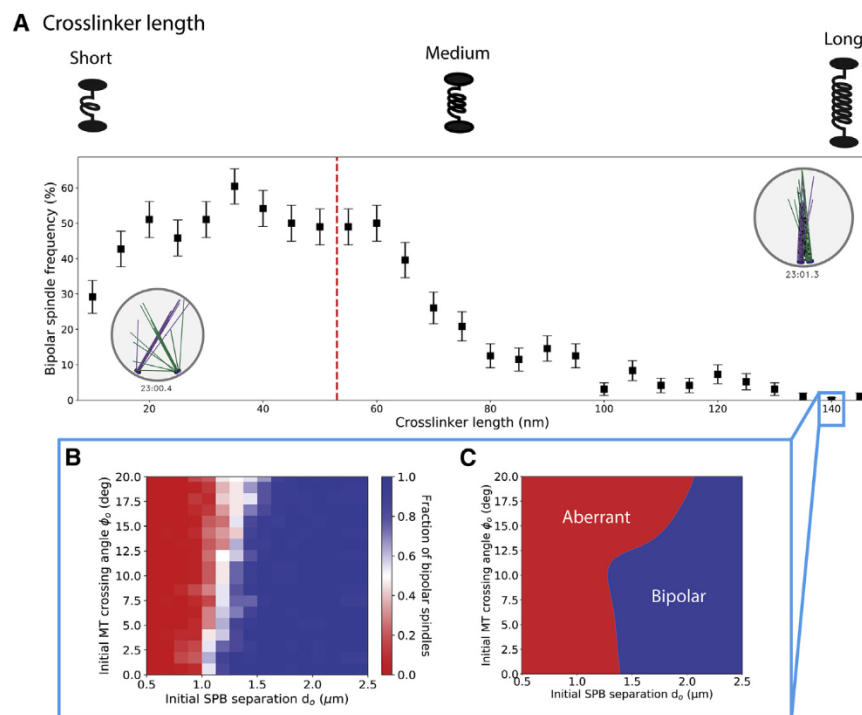 A Crosslinker length
Short Medium Long
Bipolar spindle frequency (%)
60
50
40
30
20
10
0
23:00.4
23:01.3
20 40 60 80 100 120 140
Crosslinker length (nm)
B
Initial MT crossing angle ϕo (deg)
20.0
17.5
15.0
12.5
10.0
7.5
5.0
2.5
0.0
0.5 1.0 1.5 2.0 2.5
Initial SPB separation do (μm)
1.0
0.8
0.6
0.4
0.2
0.0
Fraction of bipolar spindles
C
Initial MT crossing angle ϕo (deg)
20.0
17.5
15.0
12.5
10.0
7.5
5.0
2.5
0.0
Aberrant
Bipolar
0.5 1.0 1.5 2.0 2.5
Initial SPB separation do (μm)